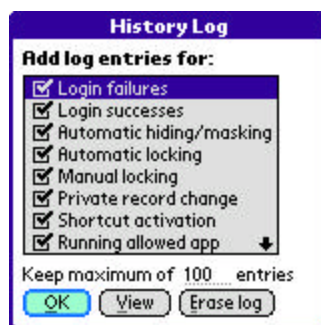 History Log
Add log entries for:
Login failures
Login successes
Automatic hiding/masking
Automatic locking
Manual locking
Private record change
Shortcut activation
Running allowed app
Keep maximum of 100 entries
OK View Erase log